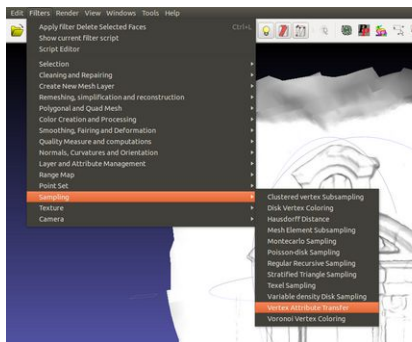 Edit Filters Render View Windows Tools Help
Apply filter Delete Selected Faces Ctrl+L
Show current filter script
Script Editor
Selection
Cleaning and Repairing
Create New Mesh Layer
Remeshing, simplification and reconstruction
Polygonal and Quad Mesh
Color Creation and Processing
Smoothing, Fairing and Deformation
Quality Measure and computations
Normals, Curvatures and Orientation
Layer and Attribute Management
Range Map
Point Set
Sampling
Texture
Camera
Clustered vertex Subsampling
Disk Vertex Coloring
Hausdorff Distance
Mesh Element Subsampling
Montecarlo Sampling
Poisson-disk Sampling
Regular Recursive Sampling
Stratified Triangle Sampling
Texel Sampling
Variable density Disk Sampling
Vertex Attribute Transfer
Voronoi Vertex Coloring